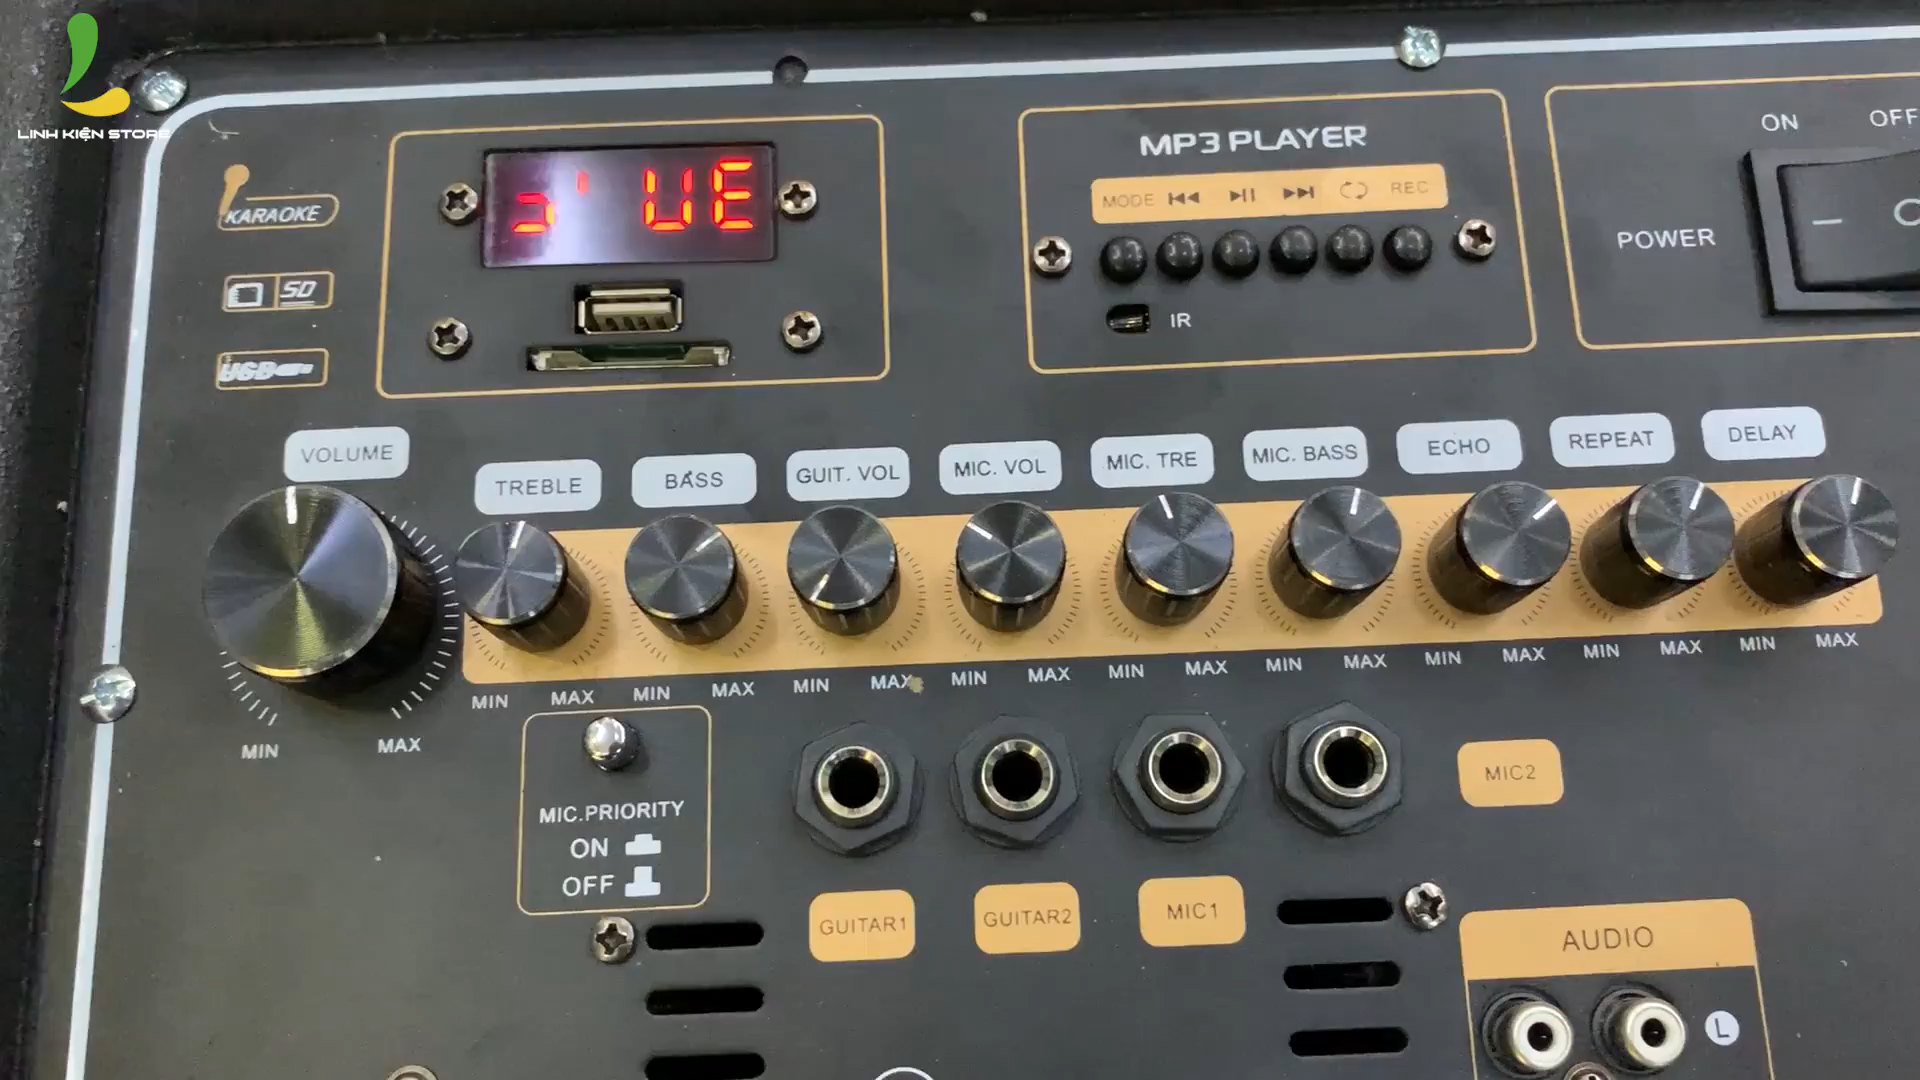 LINH KIỆN STORE
KARAOKE
SD
USB
UE
MP3 PLAYER
MODE REC
IR
ON OFF
POWER
VOLUME
TREBLE
BASS
GUIT. VOL
MIC. VOL
MIC. TRE
MIC. BASS
ECHO
REPEAT
DELAY
MIN MAX
MIN MAX
MIN MAX
MIN MAX
MIN MAX
MIN MAX
MIN MAX
MIN MAX
MIN MAX
MIN MAX
MIC.PRIORITY
ON
OFF
GUITAR1
GUITAR2
MIC1
MIC2
AUDIO
L